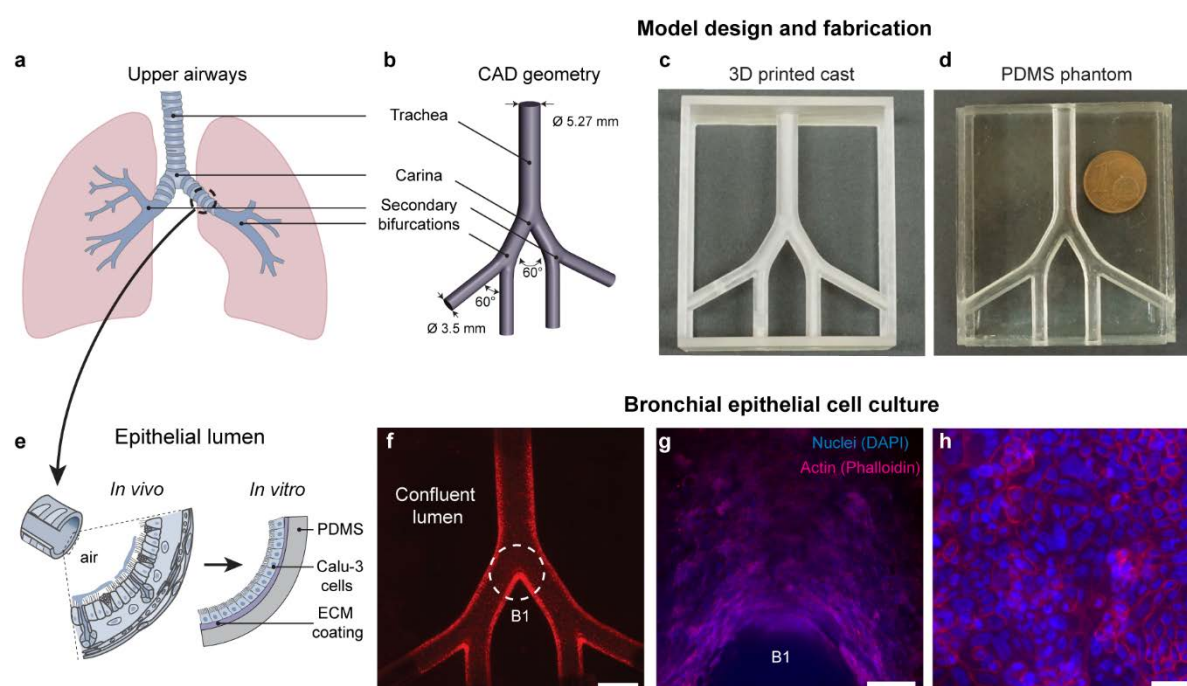 Model design and fabrication
a
Upper airways
b
CAD geometry
c
3D printed cast
d
PDMS phantom
Trachea
Ø 5.27 mm
Carina
Secondary
bifurcations
60°
60°
Ø 3.5 mm
1
Bronchial epithelial cell culture
e
Epithelial lumen
In vivo
In vitro
air
PDMS
Calu-3
cells
ECM
coating
f
Confluent
lumen
B1
g
Nuclei (DAPI)
Actin (Phalloidin)
B1
h